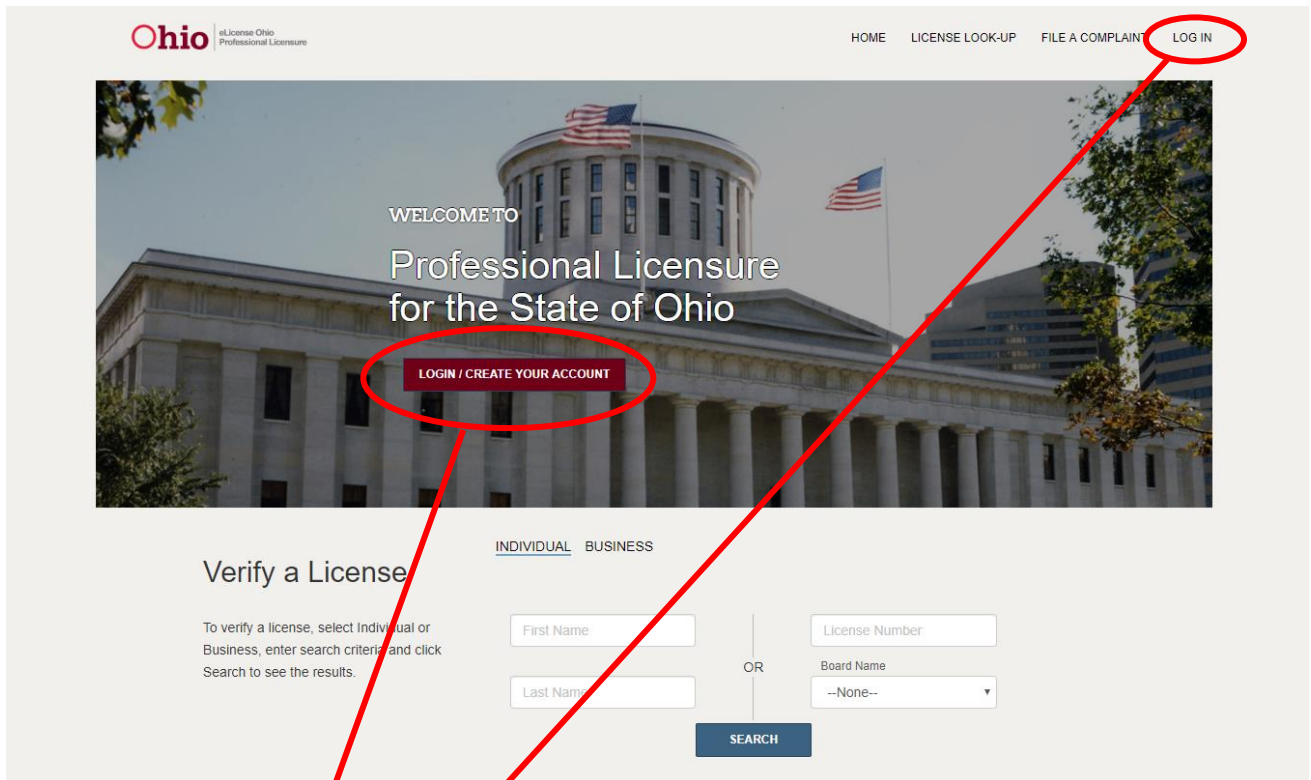 Ohio
eLicense Ohio
Professional Licensure
HOME LICENSE LOOK-UP FILE A COMPLAINT LOG IN
WELCOME TO
Professional Licensure
for the State of Ohio
LOGIN / CREATE YOUR ACCOUNT
INDIVIDUAL BUSINESS
Verify a License
To verify a license, select Individual or
Business, enter search criteria and click
Search to see the results.
First Name
Last Name
OR
License Number
Board Name
--None--
SEARCH